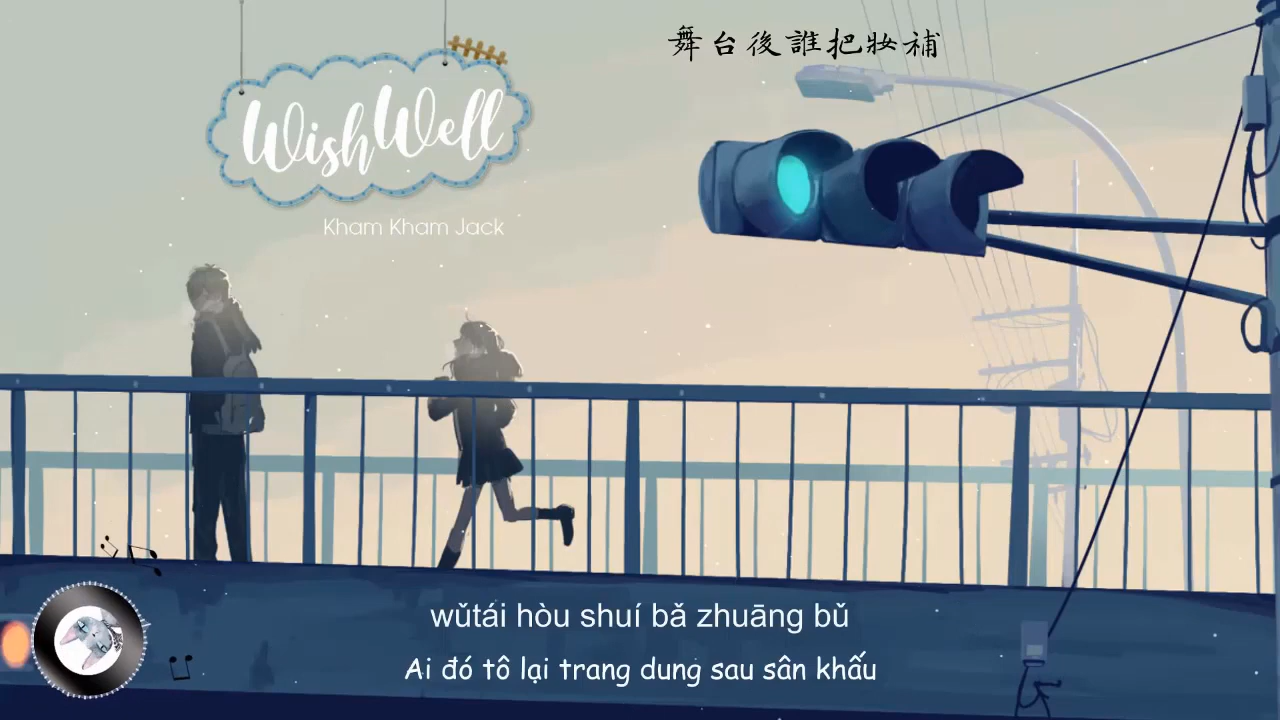 舞台後誰把妝補
Wish Well
Kham Kham Jack
wǔtái hòu shuí bǎ zhuāng bǔ
Ai đó tô lại trang dung sau sân khấu